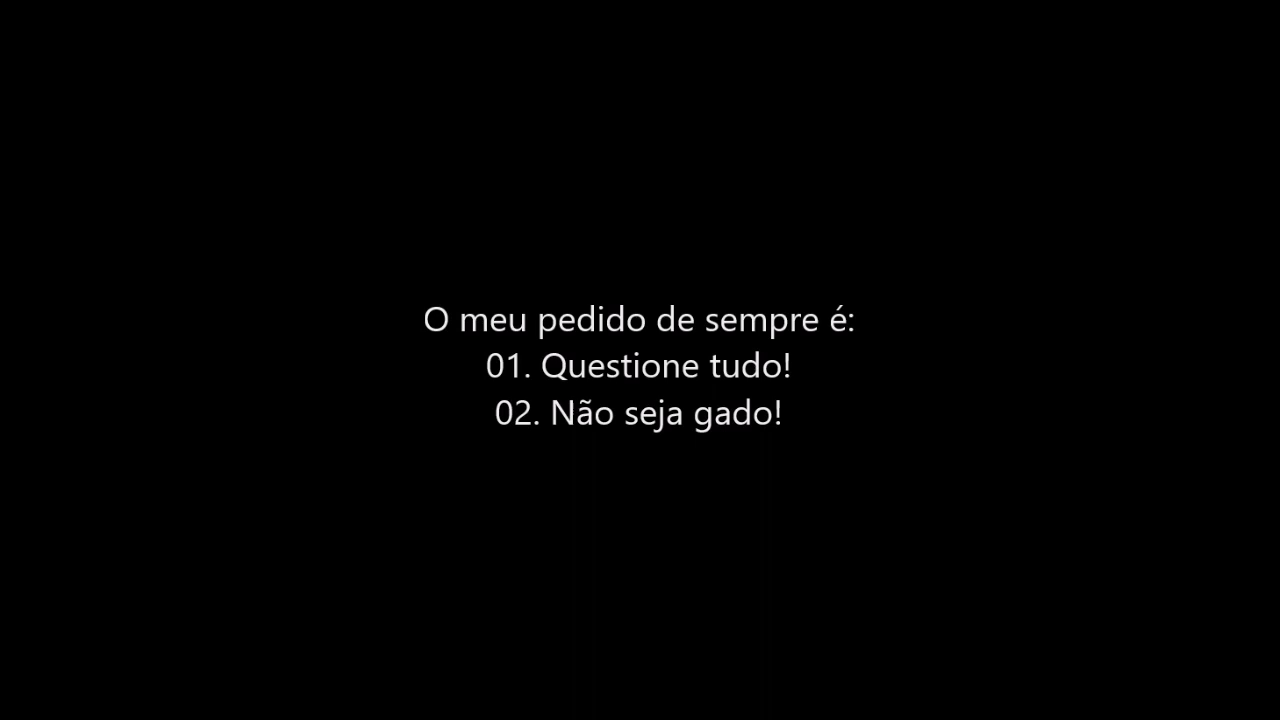 O meu pedido de sempre é:
01. Questione tudo!
02. Não seja gado!